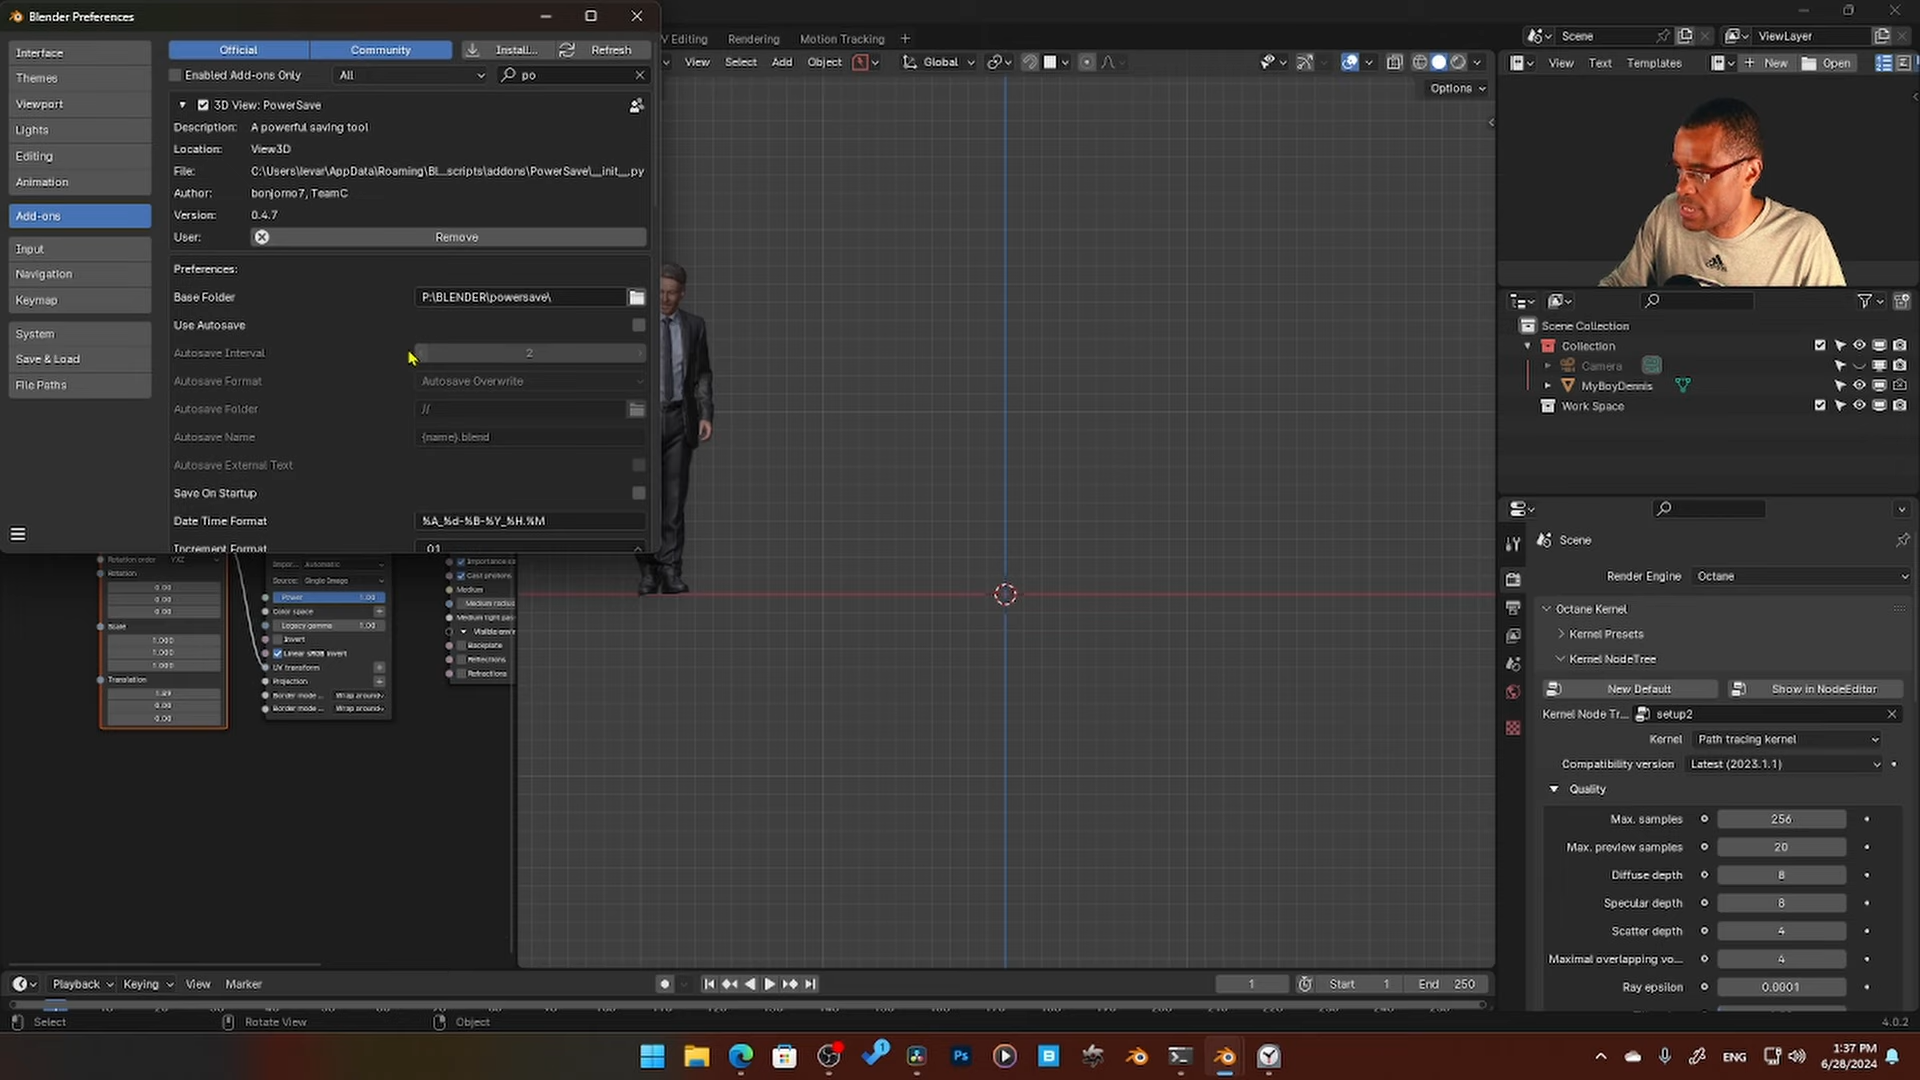 Blender Preferences
Interface
Themes
Viewport
Lights
Editing
Animation
Add-ons
Input
Navigation
Keymap
System
Save & Load
File Paths
Official
Community
Install...
Refresh
Enabled Add-ons Only
All
po
3D View: PowerSave
Description: A powerful saving tool
Location: View3D
File: C:\Users\levar\AppData\Roaming\Bl...scripts\addons\PowerSave\__init__.py
Author: bonjorno7, TeamC
Version: 0.4.7
User: Remove
Preferences:
Base Folder P:\BLENDER\powersave\
Use Autosave
Autosave Interval 2
Autosave Format Autosave Overwrite
Autosave Folder //
Autosave Name {name}.blend
Autosave External Text
Save On Startup
Date Time Format %A_%d-%B-%Y_%H.%M
Increment Format _01
V Editing Rendering Motion Tracking +
View Select Add Object Global
Options
Scene
ViewLayer
View Text Templates New Open
Scene Collection
Collection
Camera
MyBoyDennis
Work Space
Scene
Render Engine Octane
Octane Kernel
Kernel Presets
Kernel NodeTree
New Default Show in NodeEditor
Kernel Node Tr... setup2
Kernel Path tracing kernel
Compatibility version Latest (2023.1.1)
Quality
Max. samples 256
Max. preview samples 20
Diffuse depth 8
Specular depth 8
Scatter depth 4
Maximal overlapping vo... 4
Ray epsilon 0.0001
Rotation order YXZ
Rotation
0.00
0.00
0.00
Scale
1.000
1.000
1.000
Translation
1.89
0.00
0.00
Impor... Automatic
Source: Single Image
Power 1.00
Color space
Legacy gamma 1.00
Invert
Linear sRGB invert
UV transform
Projection
Border mode ... Wrap around
Border mode ... Wrap around
Importance sa
Cast photons
Medium
Medium radius
Medium light pas
Visible envi
Backplate
Reflections
Refractions
Playback Keying View Marker
1
Start 1
End 250
Select
Rotate View
Object
4.0.2
ENG
1:37 PM
6/28/2024